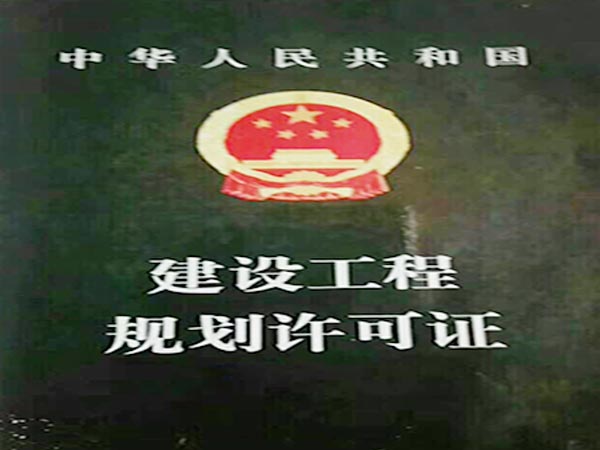 中华人民共和国
建设工程
规划许可证